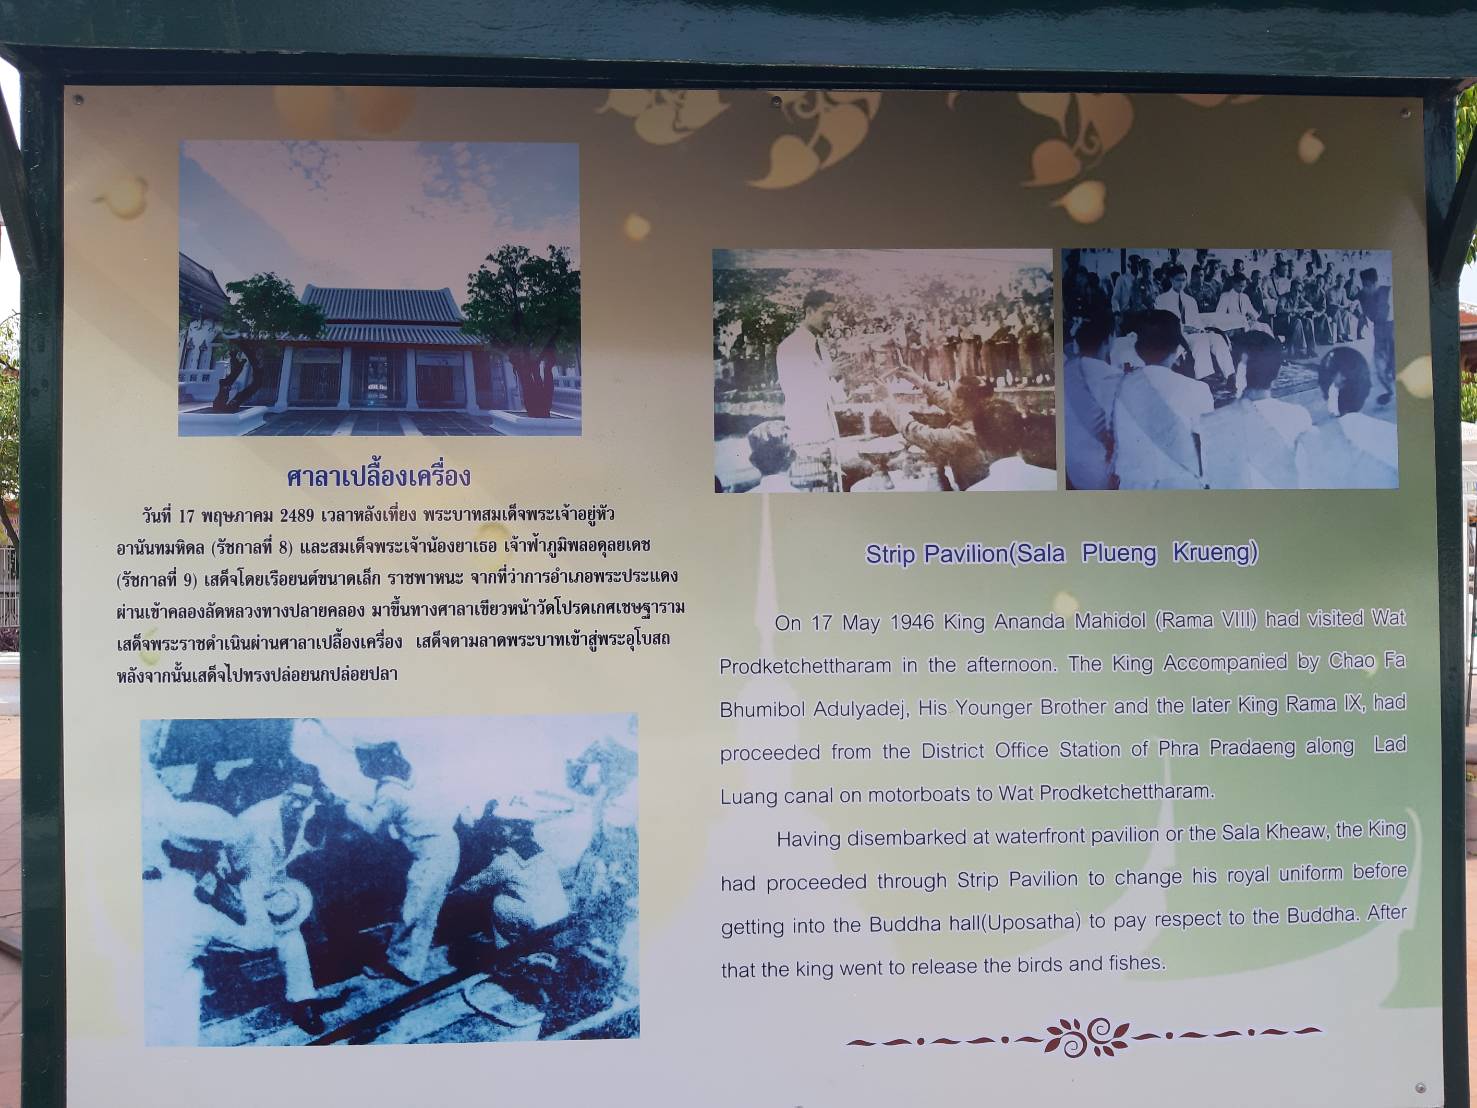 ศาลาเปลื้องเครื่อง
วันที่ 17 พฤษภาคม 2489 เวลาหลังเที่ยง พระบาทสมเด็จพระเจ้าอยู่หัว
อานันทมหิดล (รัชกาลที่ 8) และสมเด็จพระเจ้าน้องยาเธอ เจ้าฟ้าภูมิพลอดุลยเดช
(รัชกาลที่ 9) เสด็จโดยเรือยนต์ขนาดเล็ก ราชพาหนะ จากที่ว่าการอำเภอพระประแดง
ผ่านเข้าคลองลัดหลวงทางปลายคลอง มาขึ้นทางศาลาเขียวหน้าวัดโปรดเกศเชษฐาราม
เสด็จพระราชดำเนินผ่านศาลาเปลื้องเครื่อง เสด็จตามลาดพระบาทเข้าสู่พระอุโบสถ
หลังจากนั้นเสด็จไปทรงปล่อยนกปล่อยปลา
Strip Pavilion(Sala Plueng Krueng)
On 17 May 1946 King Ananda Mahidol (Rama VIII) had visited Wat
Prodketchettharam in the afternoon. The King Accompanied by Chao Fa
Bhumibol Adulyadej, His Younger Brother and the later King Rama IX, had
proceeded from the District Office Station of Phra Pradaeng along Lad
Luang canal on motorboats to Wat Prodketchettharam.
Having disembarked at waterfront pavilion or the Sala Kheaw, the King
had proceeded through Strip Pavilion to change his royal uniform before
getting into the Buddha hall(Uposatha) to pay respect to the Buddha. After
that the king went to release the birds and fishes.